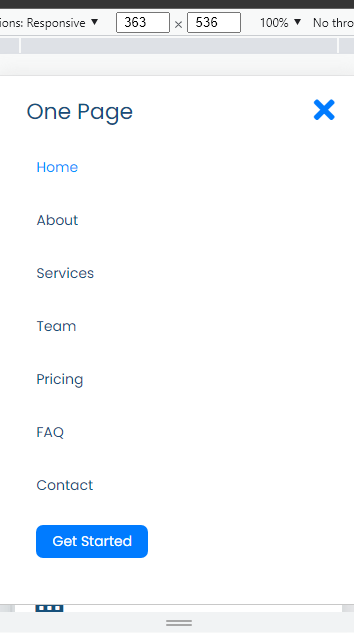 ions: Responsive ▼ 363 × 536 100% ▼ No thro
One Page
Home
About
Services
Team
Pricing
FAQ
Contact
Get Started